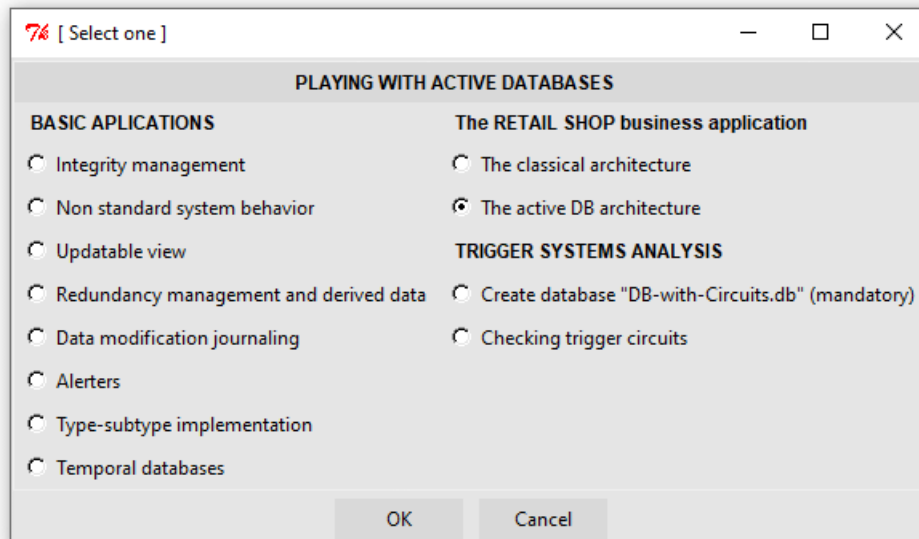 [ Select one ]
PLAYING WITH ACTIVE DATABASES
BASIC APLICATIONS
Integrity management
Non standard system behavior
Updatable view
Redundancy management and derived data
Data modification journaling
Alerters
Type-subtype implementation
Temporal databases
The RETAIL SHOP business application
The classical architecture
The active DB architecture
TRIGGER SYSTEMS ANALYSIS
Create database "DB-with-Circuits.db" (mandatory)
Checking trigger circuits
OK
Cancel